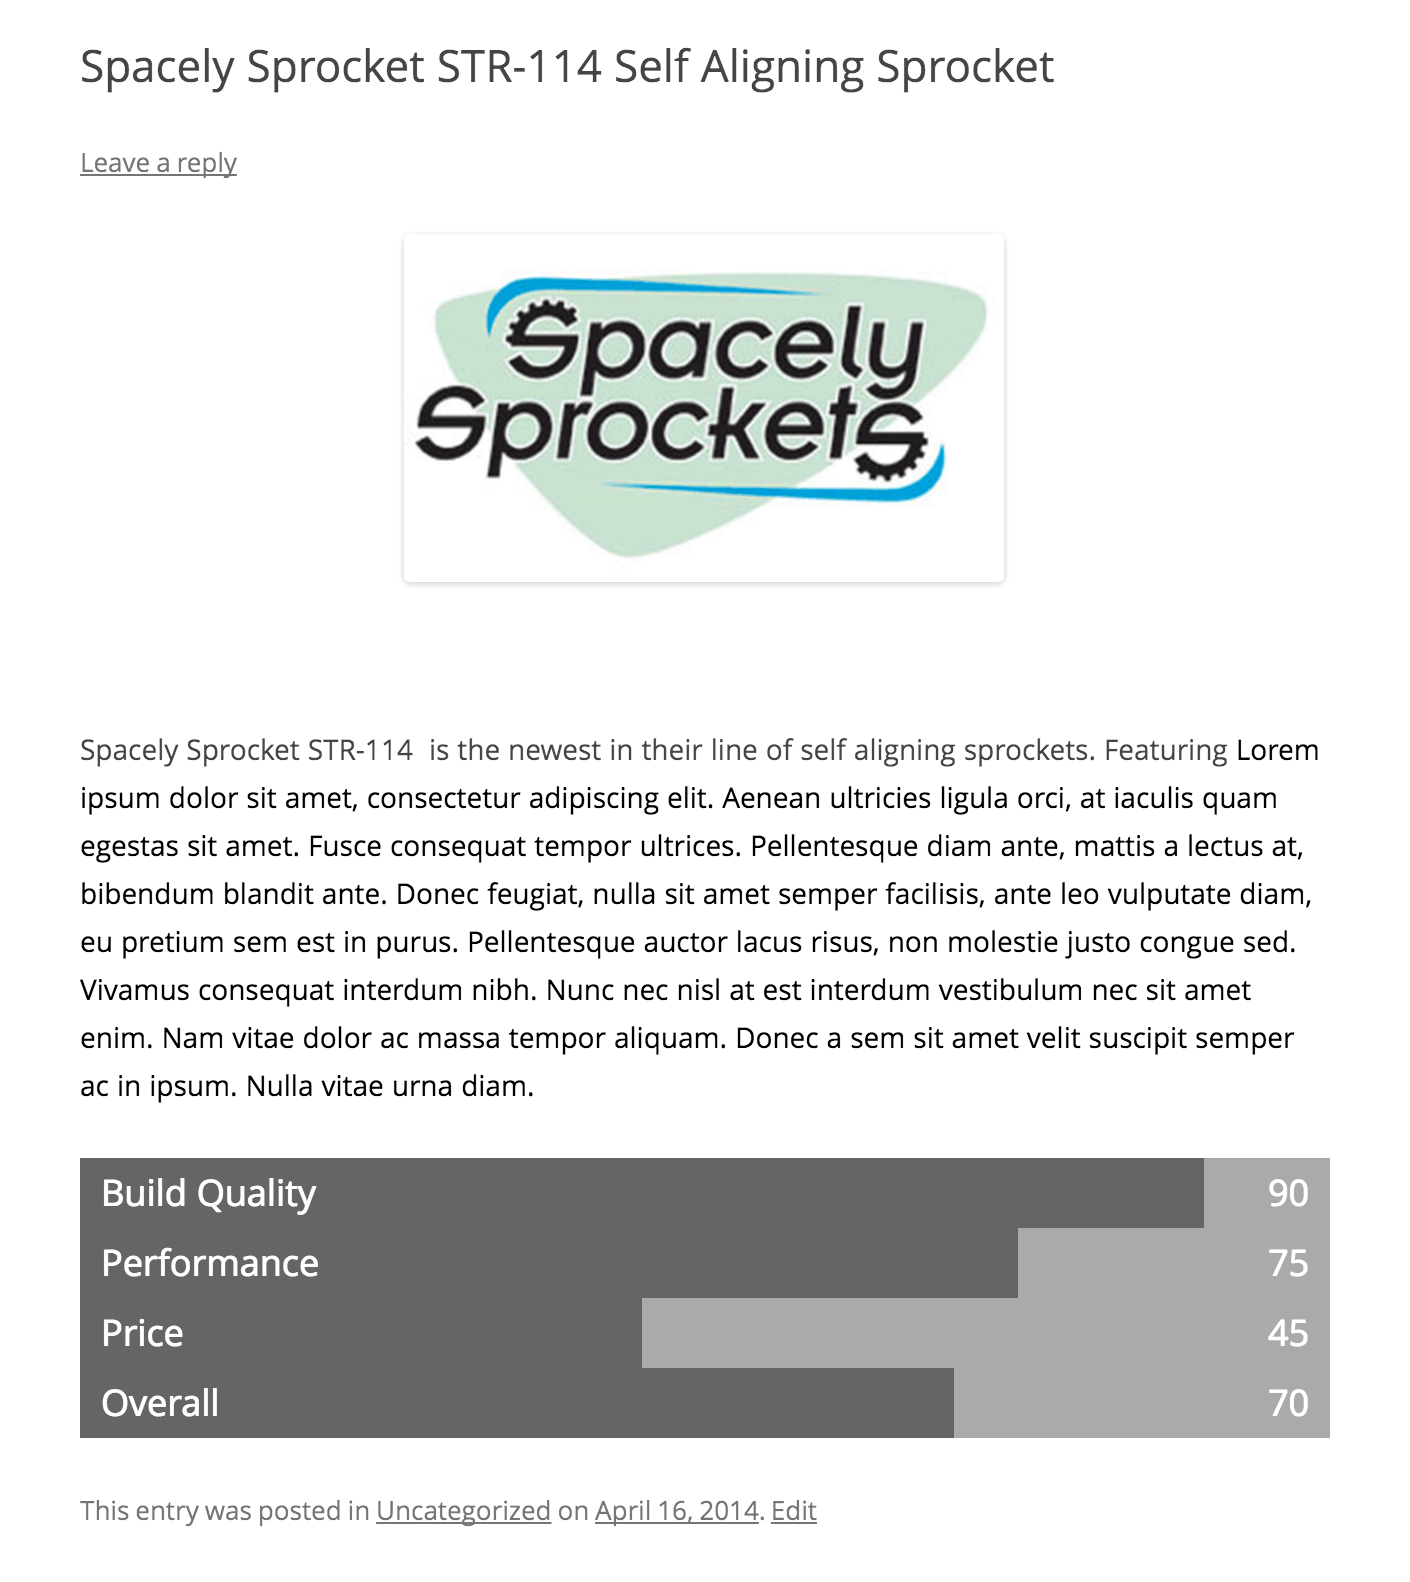 Spacely Sprocket STR-114 Self Aligning Sprocket
Leave a reply
Spacely
Sprockets
Spacely Sprocket STR-114  is the newest in their line of self aligning sprockets. Featuring Lorem
ipsum dolor sit amet, consectetur adipiscing elit. Aenean ultricies ligula orci, at iaculis quam
egestas sit amet. Fusce consequat tempor ultrices. Pellentesque diam ante, mattis a lectus at,
bibendum blandit ante. Donec feugiat, nulla sit amet semper facilisis, ante leo vulputate diam,
eu pretium sem est in purus. Pellentesque auctor lacus risus, non molestie justo congue sed.
Vivamus consequat interdum nibh. Nunc nec nisl at est interdum vestibulum nec sit amet
enim. Nam vitae dolor ac massa tempor aliquam. Donec a sem sit amet velit suscipit semper
ac in ipsum. Nulla vitae urna diam.
Build Quality 90
Performance 75
Price 45
Overall 70
This entry was posted in Uncategorized on April 16, 2014. Edit